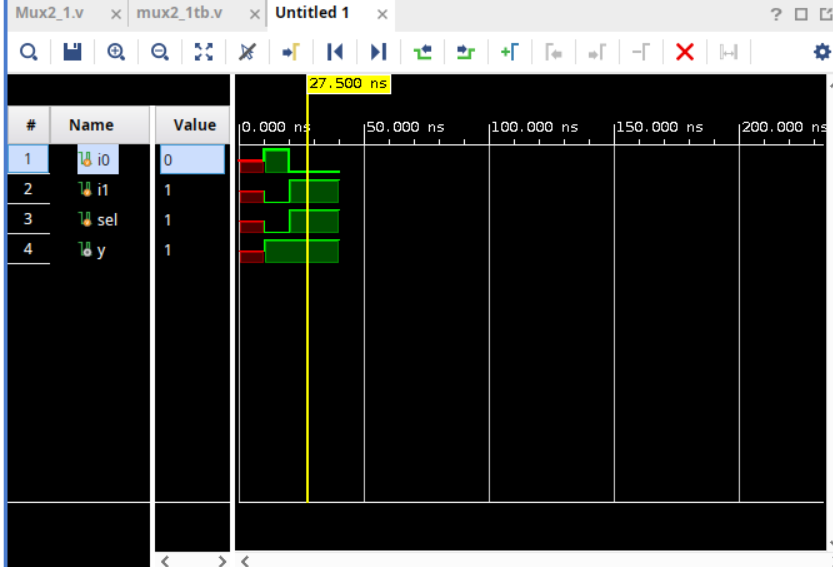 Mux2_1.v × mux2_1tb.v × Untitled 1 × ?
27.500 ns
# Name Value 0.000 ns 50.000 ns 100.000 ns 150.000 ns 200.000 ns
1 i0 0
2 i1 1
3 sel 1
4 y 1